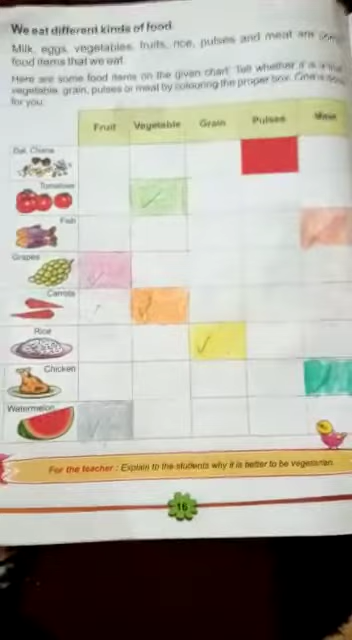 We eat different kinds of food
Milk, eggs, vegetables, fruits, rice, pulses and meat are some
food items that we eat.
Here are some food items on the given chart. Tell whether it is a
vegetable, grain, pulses or meat by colouring the proper box. One is
for you.
Fruit Vegetable Grain Pulses Meat
Dal, Chana
Tomatoes
Fish
Grapes
Carrots
Rice
Chicken
Watermelon
For the teacher : Explain to the students why it is better to be vegetarian.
16